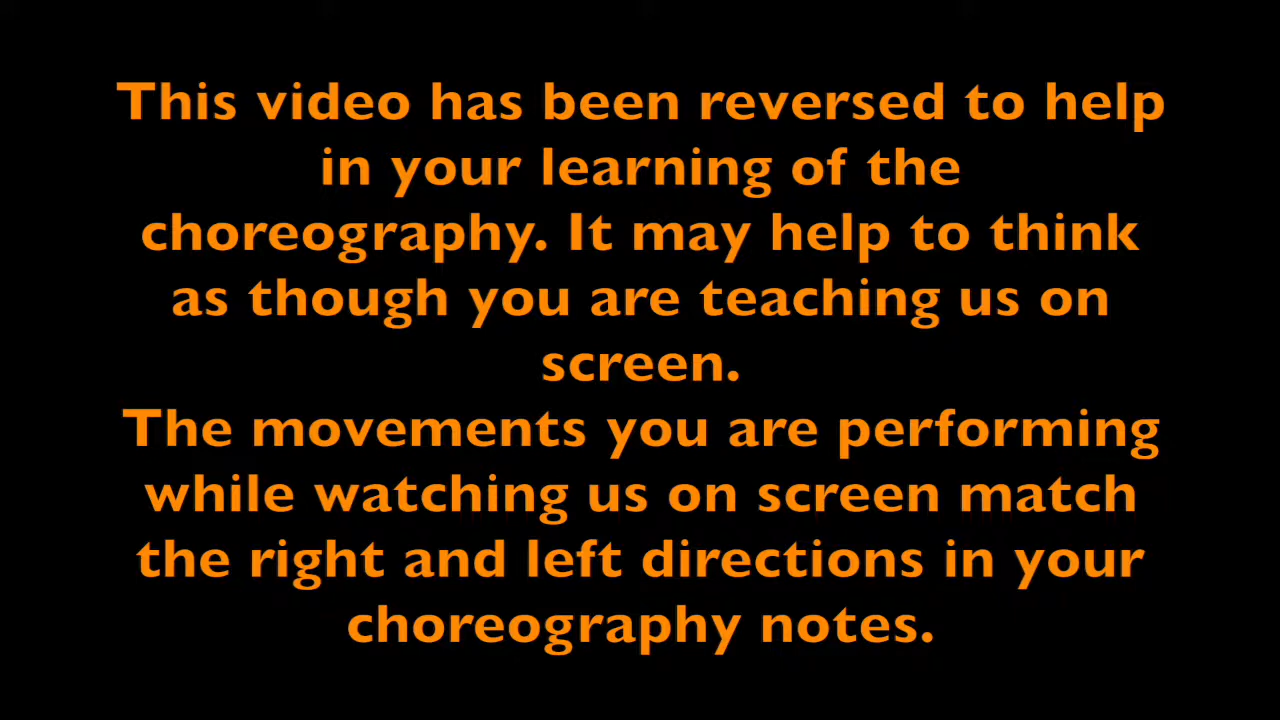 This video has been reversed to help
in your learning of the
choreography. It may help to think
as though you are teaching us on
screen.
The movements you are performing
while watching us on screen match
the right and left directions in your
choreography notes.